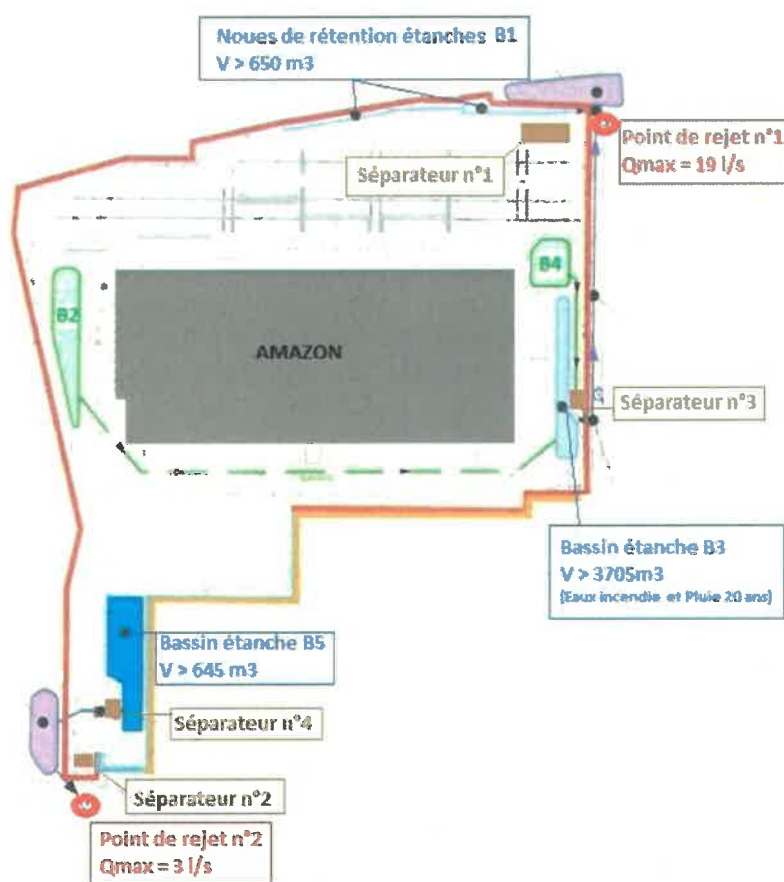 Noues de rétention étanches B1
V > 650 m3
Point de rejet n°1
Qmax = 19 l/s
Séparateur n°1
B4
B2
AMAZON
Séparateur n°3
Bassin étanche B3
V > 3705m3
(Eaux incendie et Pluie 20 ans)
Bassin étanche B5
V > 645 m3
Séparateur n°4
Séparateur n°2
Point de rejet n°2
Qmax = 3 l/s